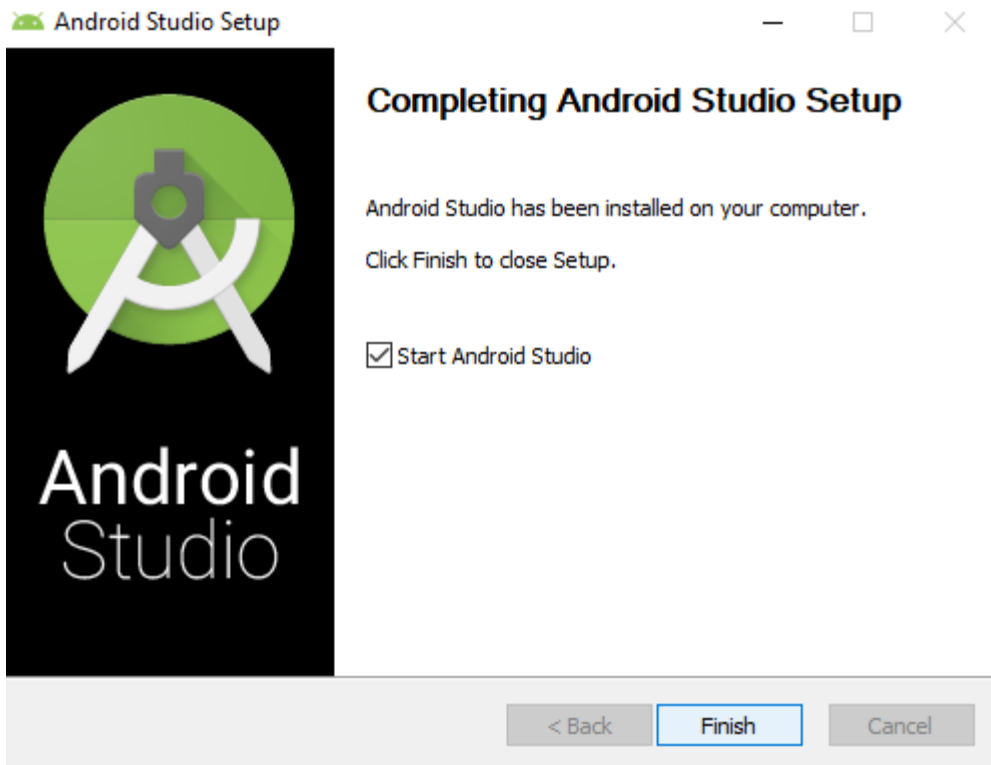 Android Studio Setup
Completing Android Studio Setup
Android Studio has been installed on your computer.
Click Finish to close Setup.
Start Android Studio
Android
Studio
< Back
Finish
Cancel